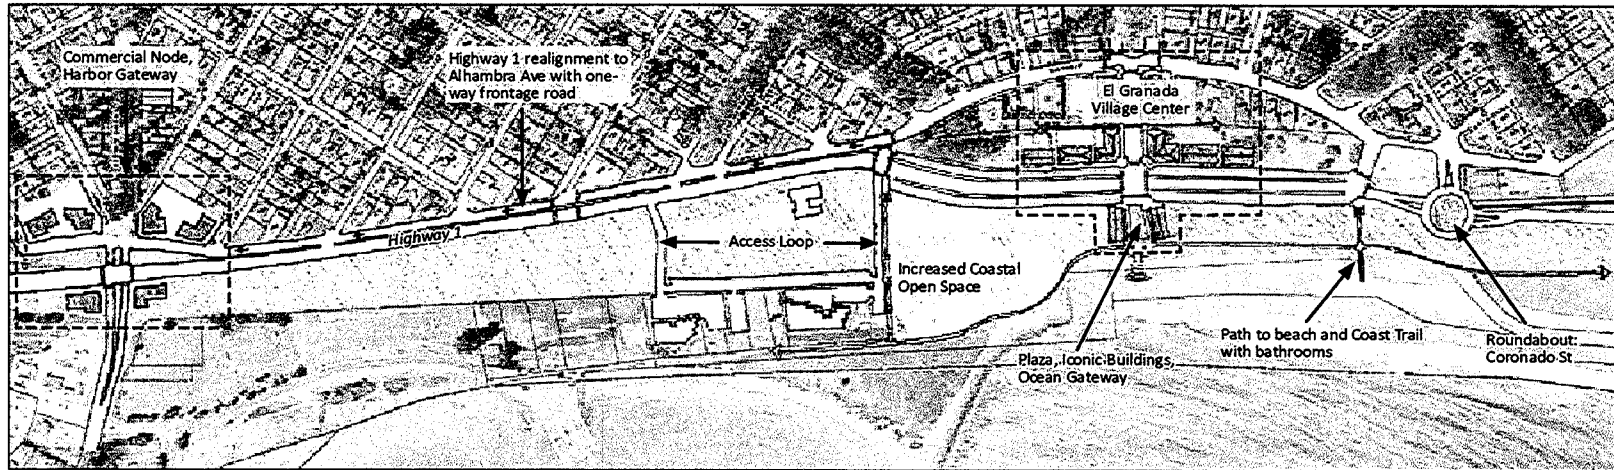 Commercial Node,
Harbor Gateway
Highway 1 realignment to
Alhambra Ave with one-
way frontage road
El Granada
Village Center
Highway 1
Access Loop
Increased Coastal
Open Space
Plaza, Iconic Buildings,
Ocean Gateway
Path to beach and Coast Trail
with bathrooms
Roundabout:
Coronado St